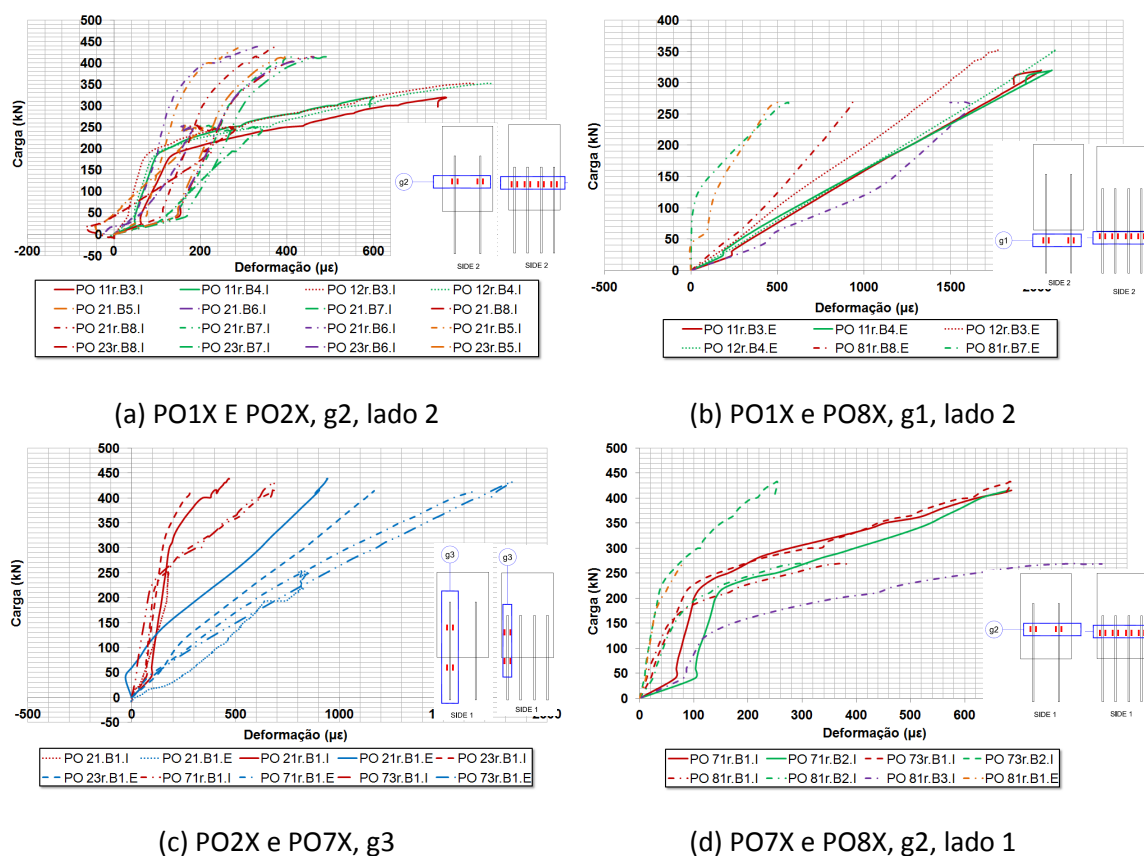 500
450
400
350
300
250
200
150
100
50
0
-50
Carga (kN)
-200
0
200
400
600
Deformação (µε)
g2
SIDE 2
SIDE 2
PO 11r.B3.I
PO 11r.B4.I
PO 12r.B3.I
PO 12r.B4.I
PO 21.B5.I
PO 21.B6.I
PO 21.B7.I
PO 21.B8.I
PO 21r.B8.I
PO 21r.B7.I
PO 21r.B6.I
PO 21r.B5.I
PO 23r.B8.I
PO 23r.B7.I
PO 23r.B6.I
PO 23r.B5.I
(a) PO1X E PO2X, g2, lado 2
400
350
300
250
200
150
100
50
0
Carga (kN)
-500
0
500
1000
1500
Deformação (µε)
g1
SIDE 2
SIDE 2
PO 11r.B3.E
PO 11r.B4.E
PO 12r.B3.E
PO 12r.B4.E
PO 81r.B8.E
PO 81r.B7.E
(b) PO1X e PO8X, g1, lado 2
500
450
400
350
300
250
200
150
100
50
0
-50
Carga (kN)
-500
0
500
1000
Deformação (µε)
g3
g3
SIDE 1
SIDE 1
PO 21.B1.I
PO 21.B1.E
PO 21r.B1.I
PO 21r.B1.E
PO 23r.B1.I
PO 23r.B1.E
PO 71r.B1.I
PO 71r.B1.E
PO 73r.B1.I
PO 73r.B1.E
(c) PO2X e PO7X, g3
500
450
400
350
300
250
200
150
100
50
0
Carga (kN)
0
100
200
300
400
500
600
Deformação (µε)
g2
SIDE 1
SIDE 1
PO 71r.B1.I
PO 71r.B2.I
PO 73r.B1.I
PO 73r.B2.I
PO 81r.B1.I
PO 81r.B2.I
PO 81r.B3.I
PO 81r.B1.E
(d) PO7X e PO8X, g2, lado 1